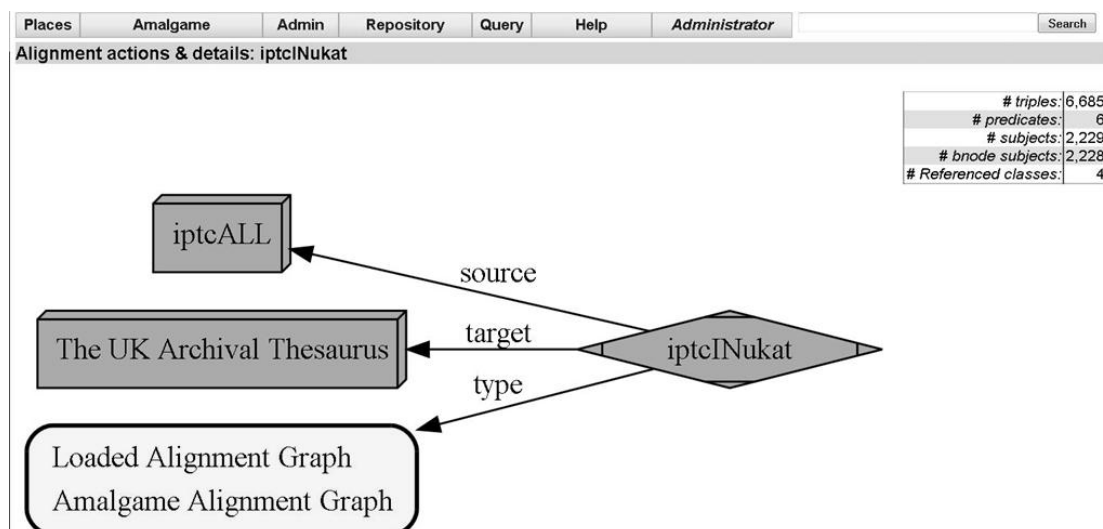 Places Amalgame Admin Repository Query Help Administrator Search
Alignment actions & details: iptcINukat
# triples: 6,685
# predicates: 6
# subjects: 2,229
# bnode subjects: 2,228
# Referenced classes: 4
iptcALL
source
The UK Archival Thesaurus
target
iptcINukat
type
Loaded Alignment Graph
Amalgame Alignment Graph